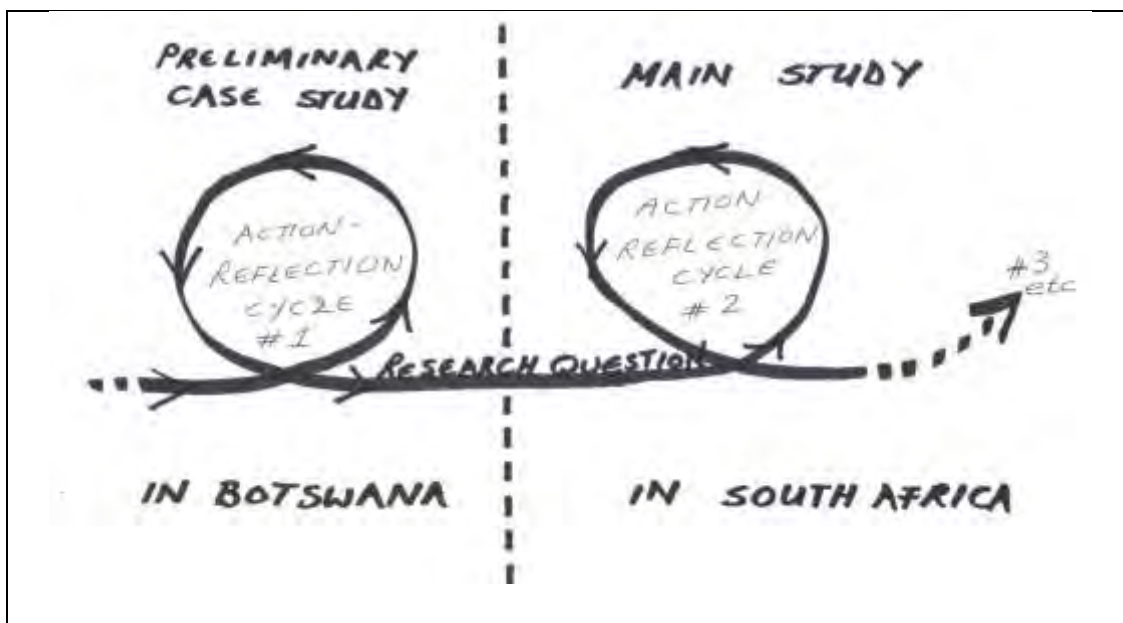 PRELIMINARY
CASE STUDY
MAIN STUDY
ACTION-
REFLECTION
CYCLE
#1
ACTION
REFLECTION
CYCLE
#2
#3
etc
RESEARCH QUESTION
IN BOTSWANA
IN SOUTH AFRICA